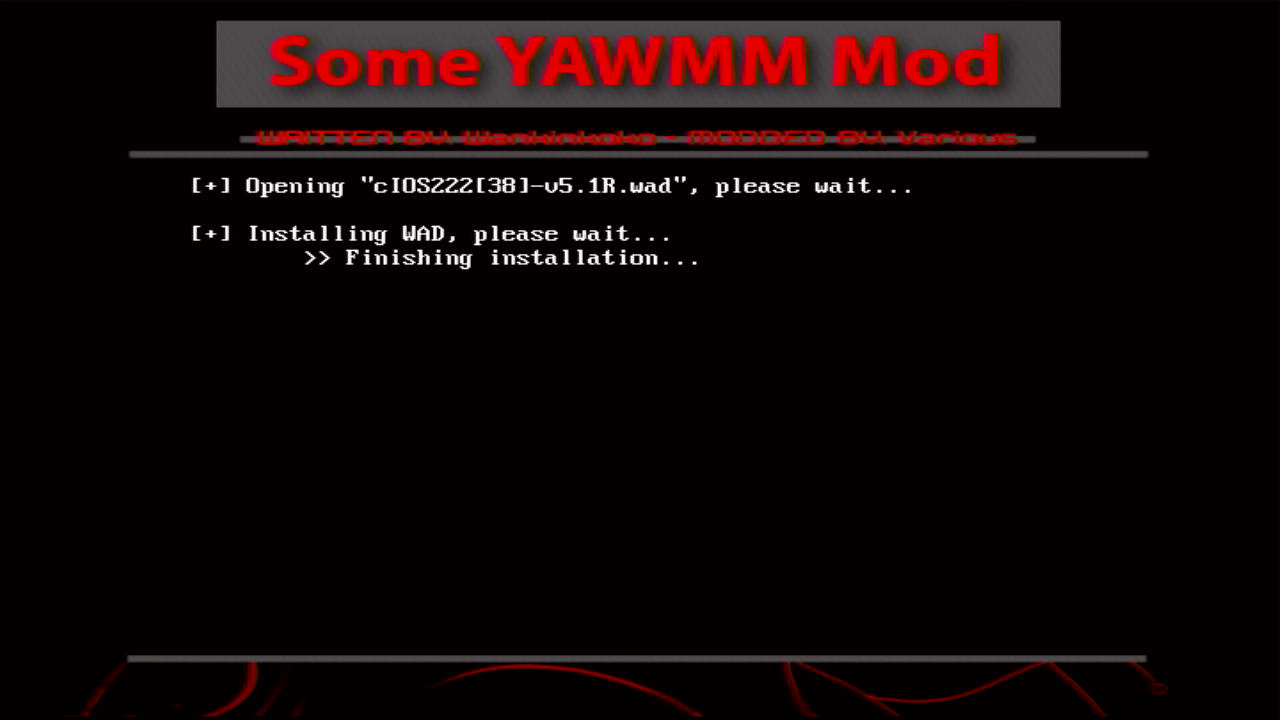 Some YAWMM Mod
WRITTEN BY: Waninkoko - MODDED BY: Various
[+] Opening "cIOS222[38]-v5.1R.wad", please wait...
[+] Installing WAD, please wait...
>> Finishing installation...